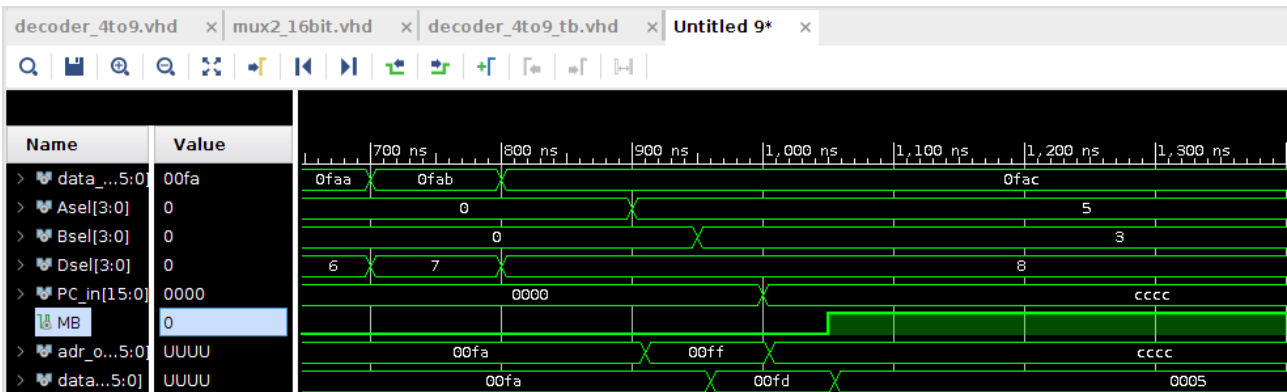 decoder_4to9.vhd × mux2_16bit.vhd × decoder_4to9_tb.vhd × Untitled 9* ×
Name Value
700 ns 800 ns 900 ns 1,000 ns 1,100 ns 1,200 ns 1,300 ns
> data_...5:0] 00fa 0faa 0fab 0fac
> Asel[3:0] 0 0 5
> Bsel[3:0] 0 0 3
> Dsel[3:0] 0 6 7 8
> PC_in[15:0] 0000 0000 cccc
MB 0
> adr_o...5:0] UUUU 00fa 00ff cccc
> data...5:0] UUUU 00fa 00fd 0005